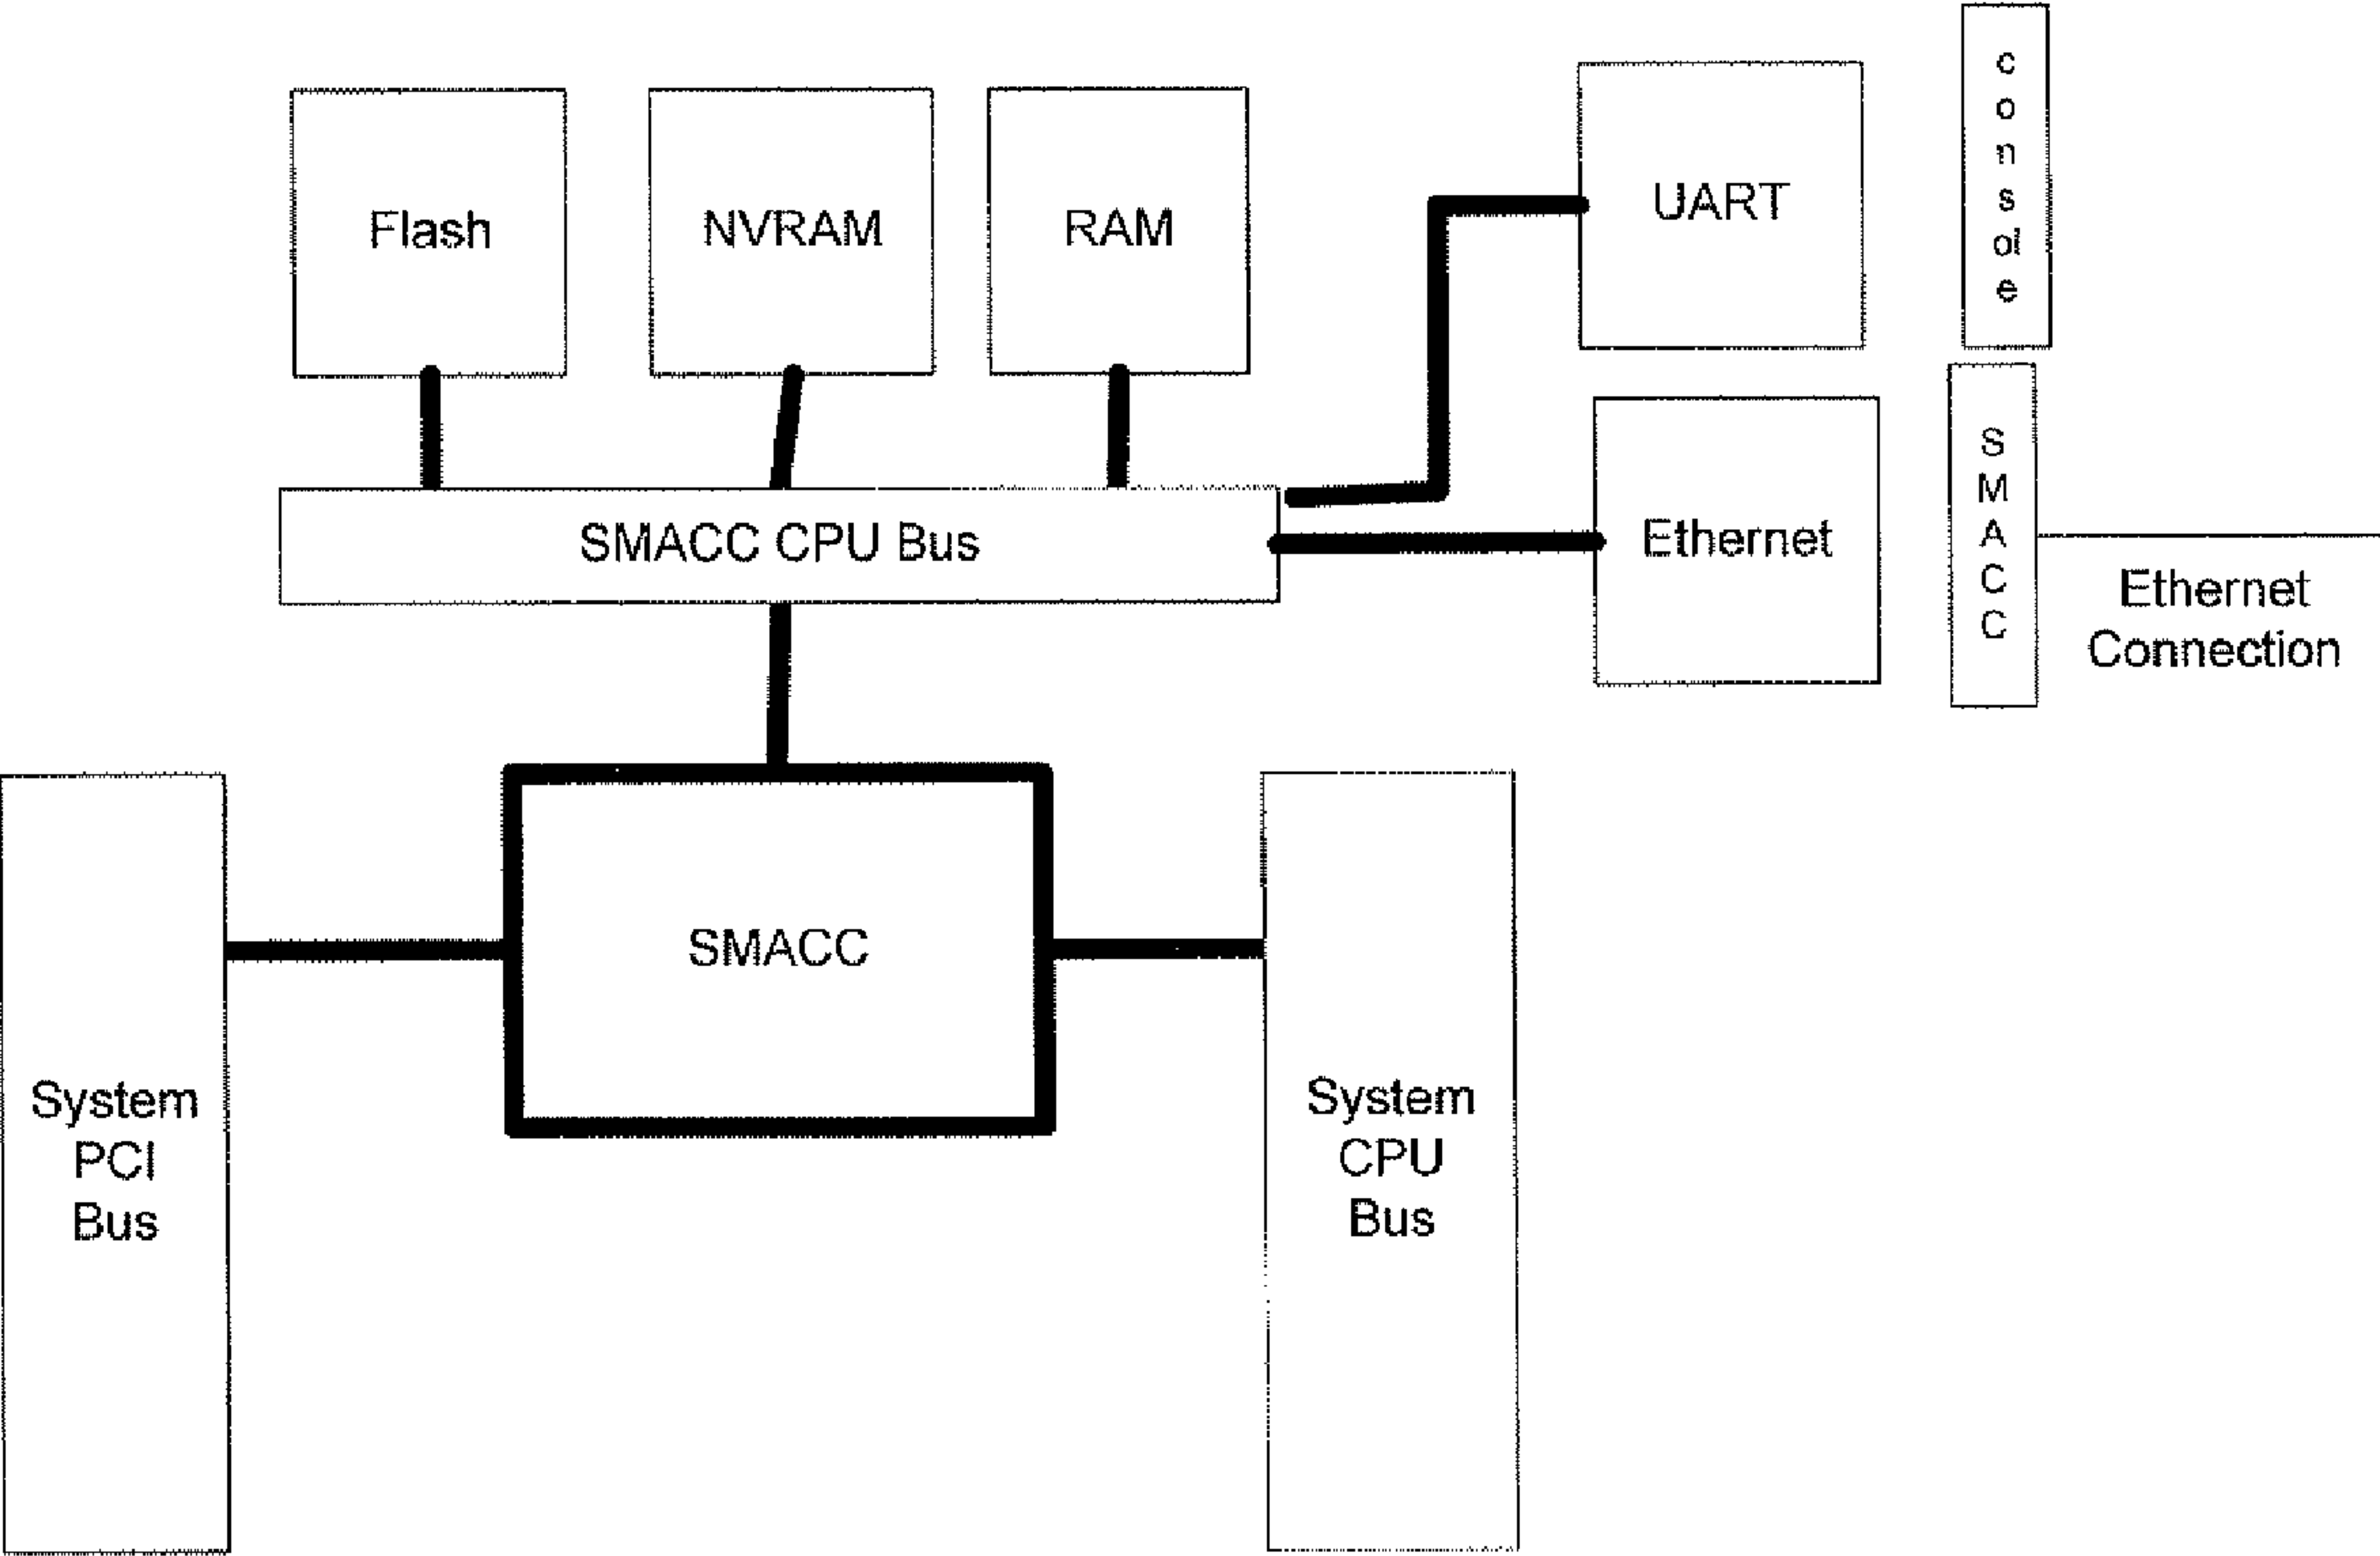 Flash
NVRAM
RAM
UART
c
o
n
s
ol
e
SMACC CPU Bus
Ethernet
S
M
A
C
C
Ethernet
Connection
SMACC
System
PCI
Bus
System
CPU
Bus